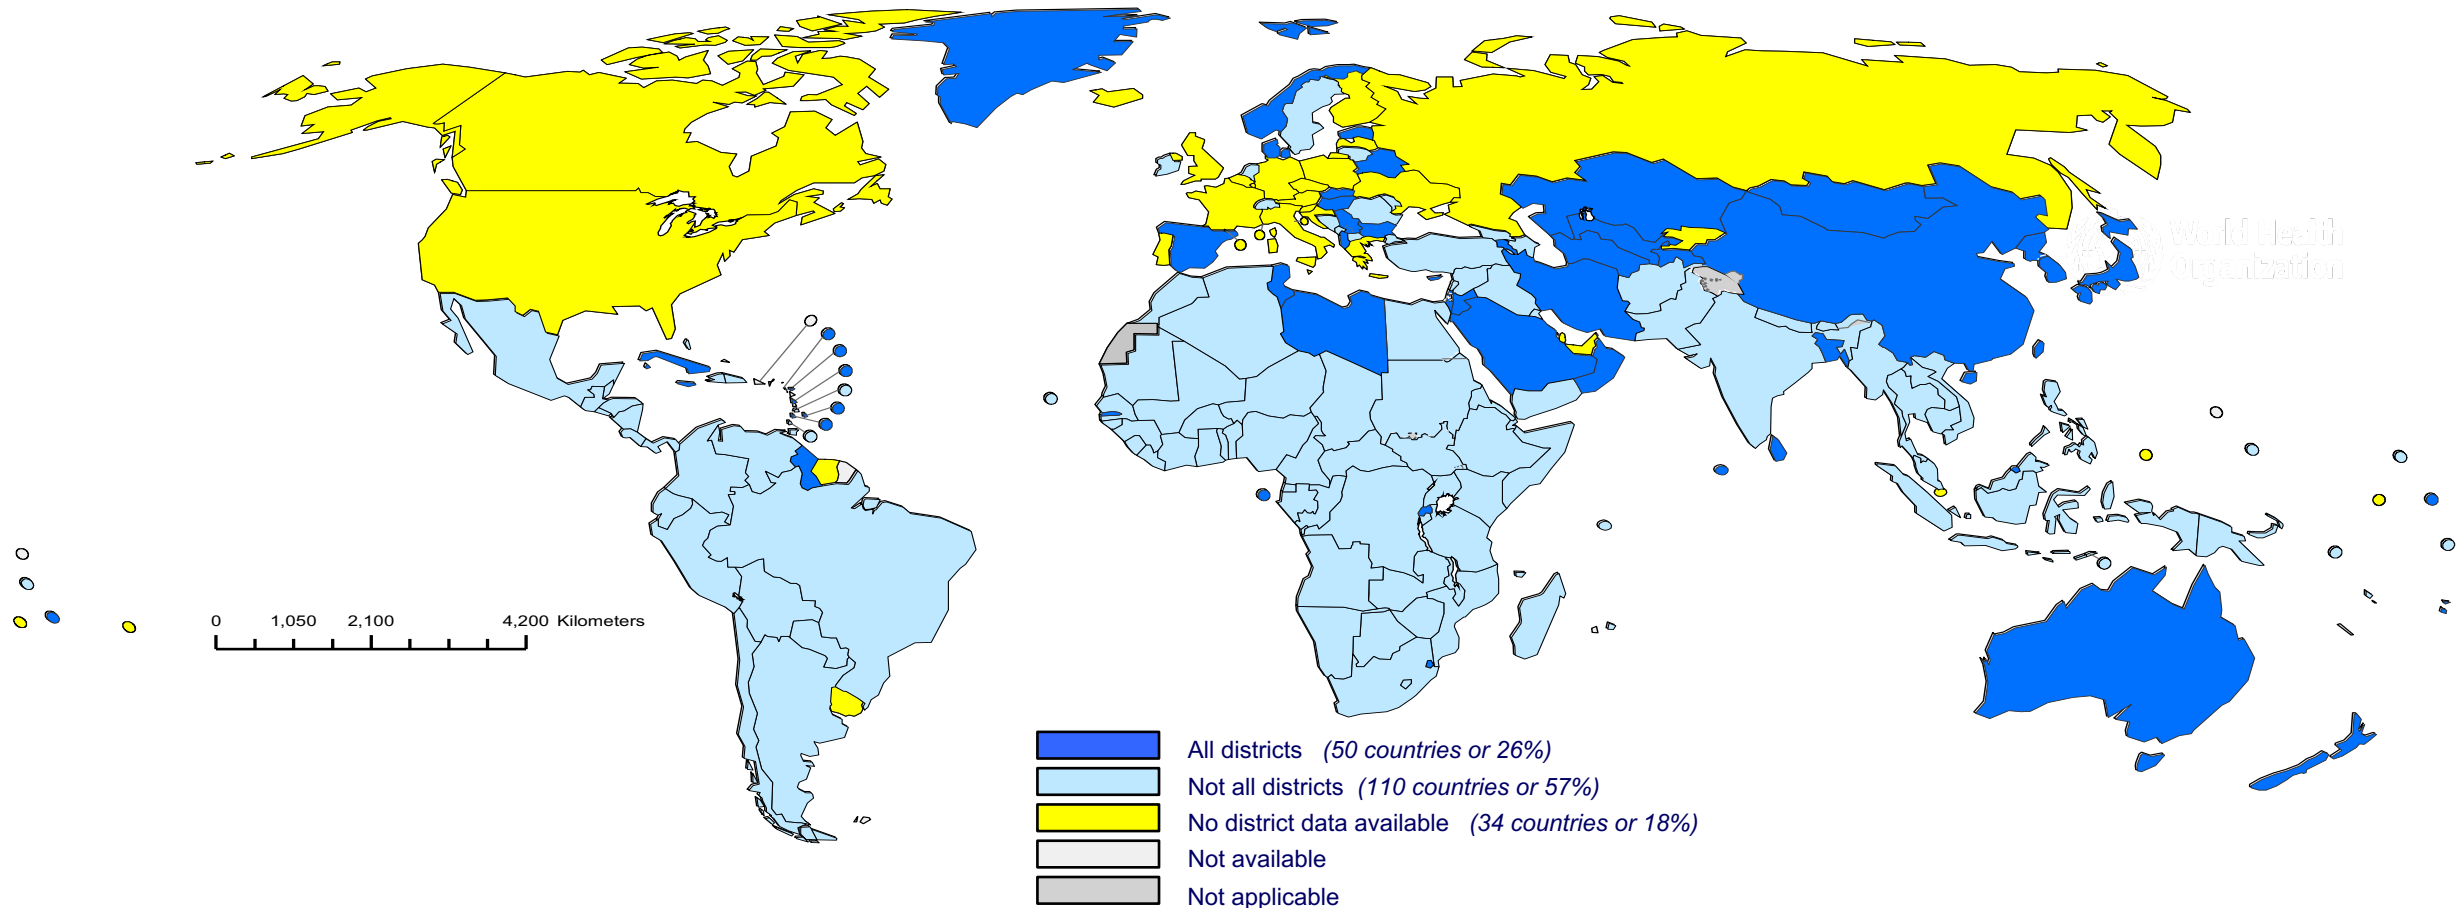 World Health
Organization
0 1,050 2,100 4,200 Kilometers
All districts (50 countries or 26%)
Not all districts (110 countries or 57%)
No district data available (34 countries or 18%)
Not available
Not applicable